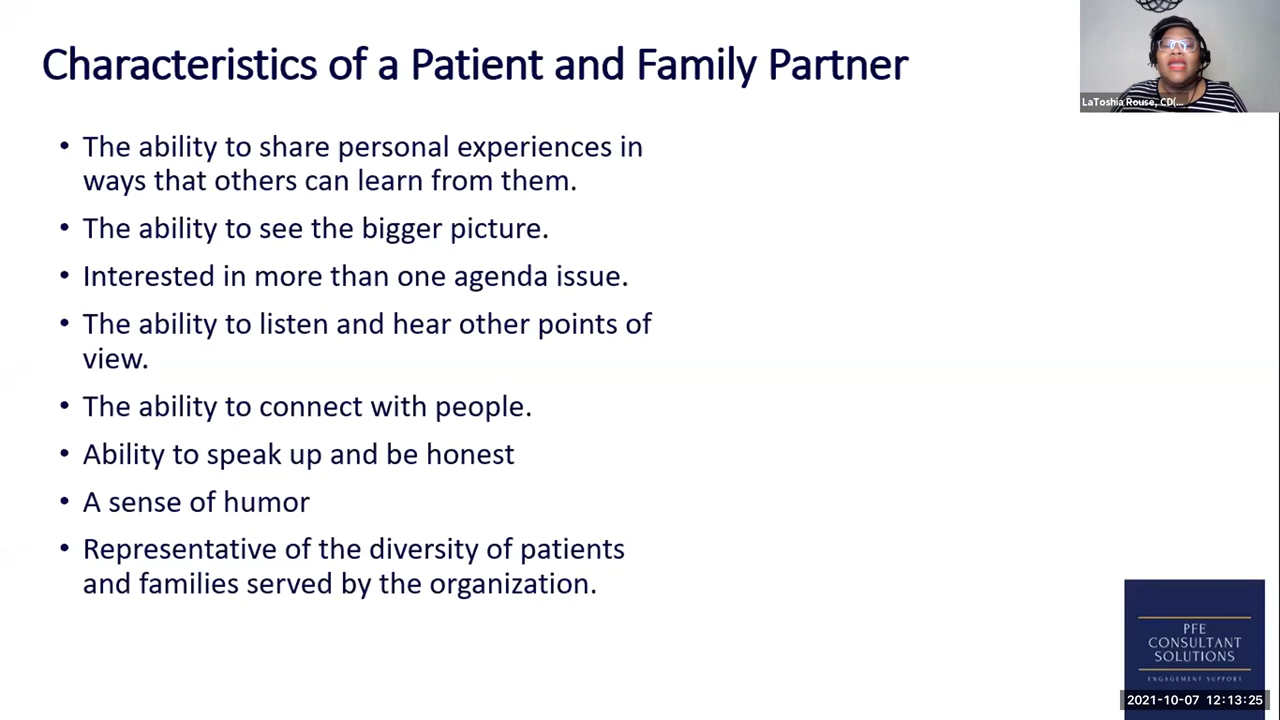 Characteristics of a Patient and Family Partner
LaToshia Rouse, CD(...
• The ability to share personal experiences in
ways that others can learn from them.
• The ability to see the bigger picture.
• Interested in more than one agenda issue.
• The ability to listen and hear other points of
view.
• The ability to connect with people.
• Ability to speak up and be honest
• A sense of humor
• Representative of the diversity of patients
and families served by the organization.
PFE
CONSULTANT
SOLUTIONS
ENGAGEMENT SUPPORT
2021-10-07 12:13:25